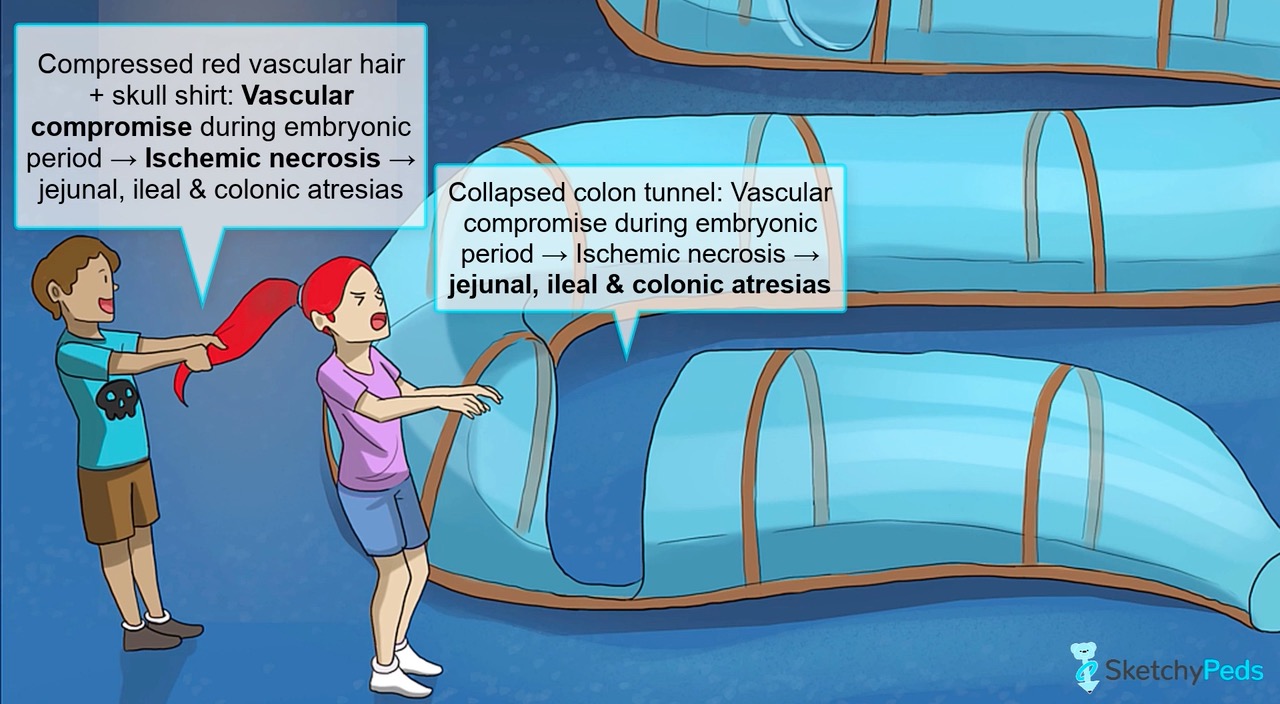 Compressed red vascular hair
+ skull shirt: Vascular
compromise during embryonic
period → Ischemic necrosis →
jejunal, ileal & colonic atresias
Collapsed colon tunnel: Vascular
compromise during embryonic
period → Ischemic necrosis →
jejunal, ileal & colonic atresias
SketchyPeds